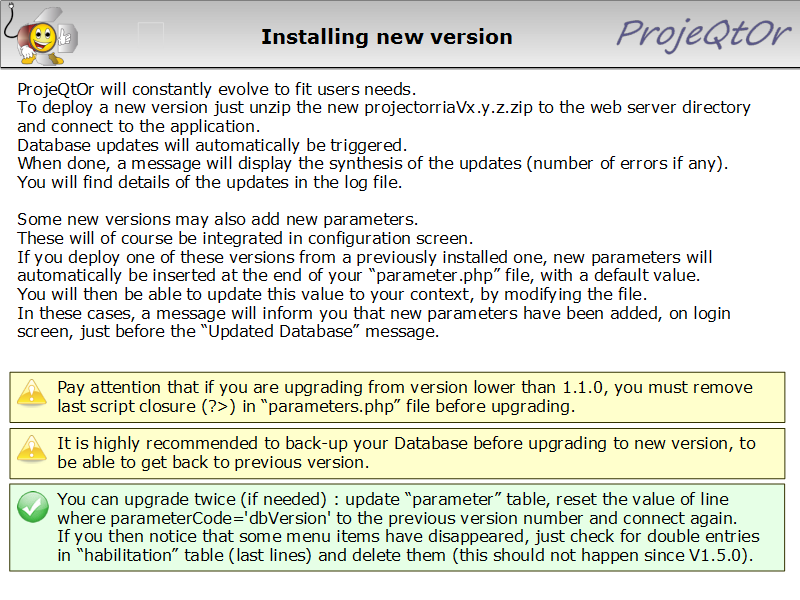 Installing new version
ProjeQtOr
ProjeQtOr will constantly evolve to fit users needs.
To deploy a new version just unzip the new projectorriaVx.y.z.zip to the web server directory
and connect to the application.
Database updates will automatically be triggered.
When done, a message will display the synthesis of the updates (number of errors if any).
You will find details of the updates in the log file.
Some new versions may also add new parameters.
These will of course be integrated in configuration screen.
If you deploy one of these versions from a previously installed one, new parameters will
automatically be inserted at the end of your “parameter.php” file, with a default value.
You will then be able to update this value to your context, by modifying the file.
In these cases, a message will inform you that new parameters have been added, on login
screen, just before the “Updated Database” message.
Pay attention that if you are upgrading from version lower than 1.1.0, you must remove
last script closure (?>) in “parameters.php” file before upgrading.
It is highly recommended to back-up your Database before upgrading to new version, to
be able to get back to previous version.
You can upgrade twice (if needed) : update “parameter” table, reset the value of line
where parameterCode='dbVersion' to the previous version number and connect again.
If you then notice that some menu items have disappeared, just check for double entries
in “habilitation” table (last lines) and delete them (this should not happen since V1.5.0).